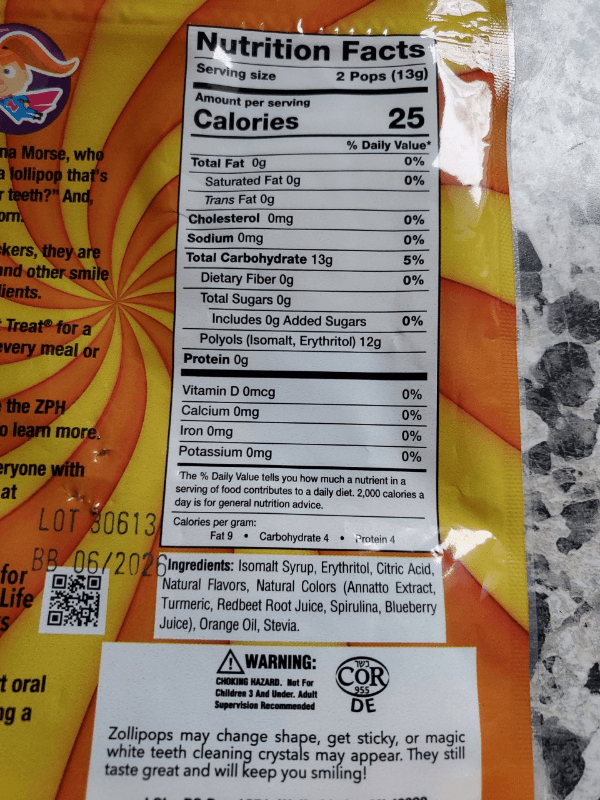 Nutrition Facts
Serving size 2 Pops (13g)
Amount per serving
Calories 25
% Daily Value*
Total Fat 0g 0%
Saturated Fat 0g 0%
Trans Fat 0g
Cholesterol 0mg 0%
Sodium 0mg 0%
Total Carbohydrate 13g 5%
Dietary Fiber 0g 0%
Total Sugars 0g
Includes 0g Added Sugars 0%
Polyols (Isomalt, Erythritol) 12g
Protein 0g
Vitamin D 0mcg 0%
Calcium 0mg 0%
Iron 0mg 0%
Potassium 0mg 0%
*The % Daily Value tells you how much a nutrient in a
serving of food contributes to a daily diet. 2,000 calories a
day is for general nutrition advice.
Calories per gram:
Fat 9 • Carbohydrate 4 • Protein 4
Ingredients: Isomalt Syrup, Erythritol, Citric Acid,
Natural Flavors, Natural Colors (Annatto Extract,
Turmeric, Redbeet Root Juice, Spirulina, Blueberry
Juice), Orange Oil, Stevia.
WARNING:
CHOKING HAZARD. Not For
Children 3 And Under. Adult
Supervision Recommended
כשר
COR
955
DE
Zollipops may change shape, get sticky, or magic
white teeth cleaning crystals may appear. They still
taste great and will keep you smiling!
na Morse, who
a lollipop that's
r teeth?" And,
orn.
kers, they are
and other smile
lients.
Treat® for a
every meal or
the ZPH
o learn more.
eryone with
at
LOT 30613
BB 06/2026
for
Life
s
t oral
ng a